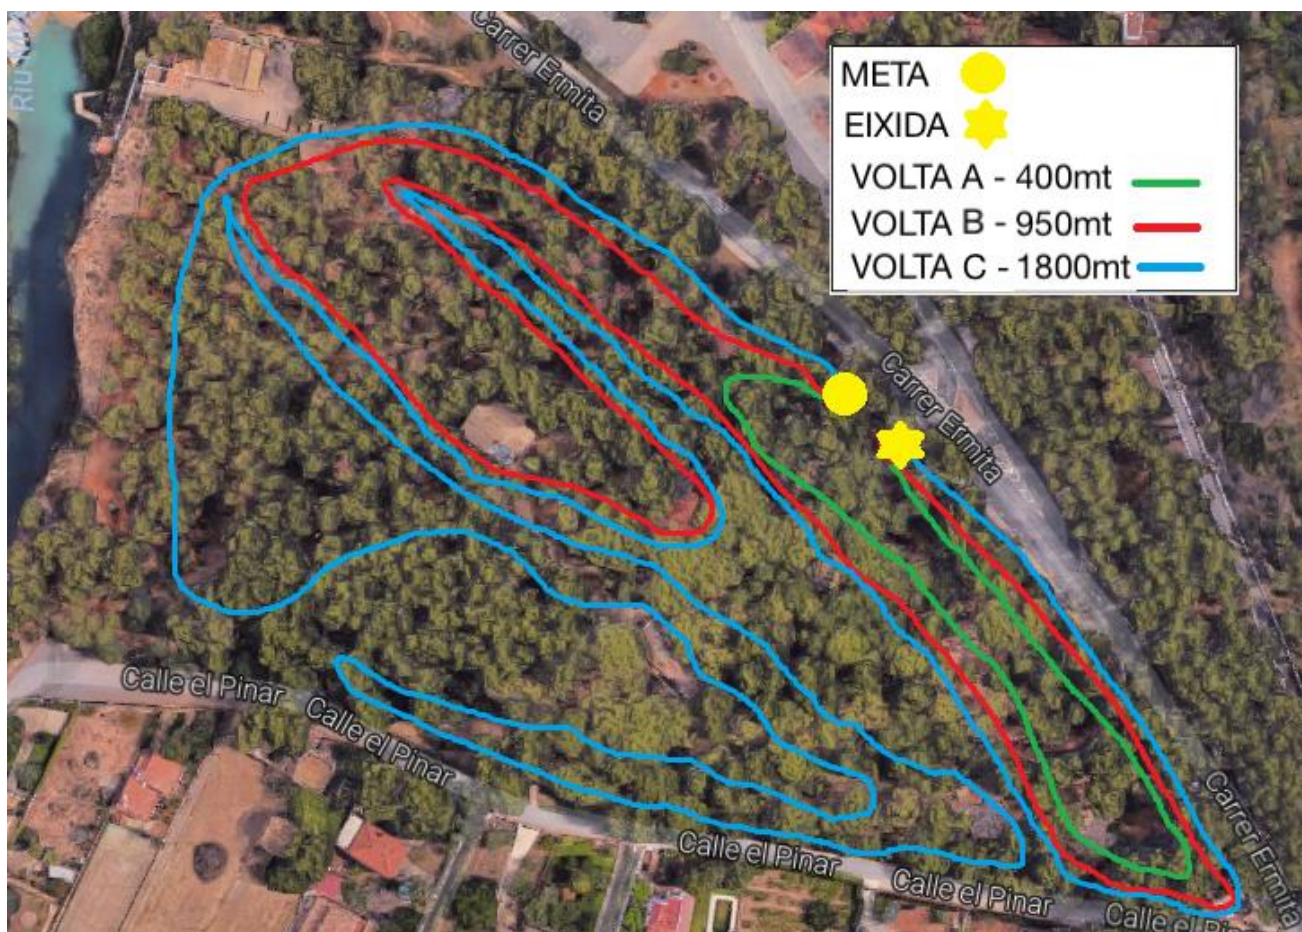 Carrer Ermita
META
EIXIDA
VOLTA A - 400mt
VOLTA B - 950mt
VOLTA C - 1800mt
Carrer Ermita
Calle el Pinar
Calle el Pinar
Calle el Pinar
Calle el Pinar
Carrer Ermita